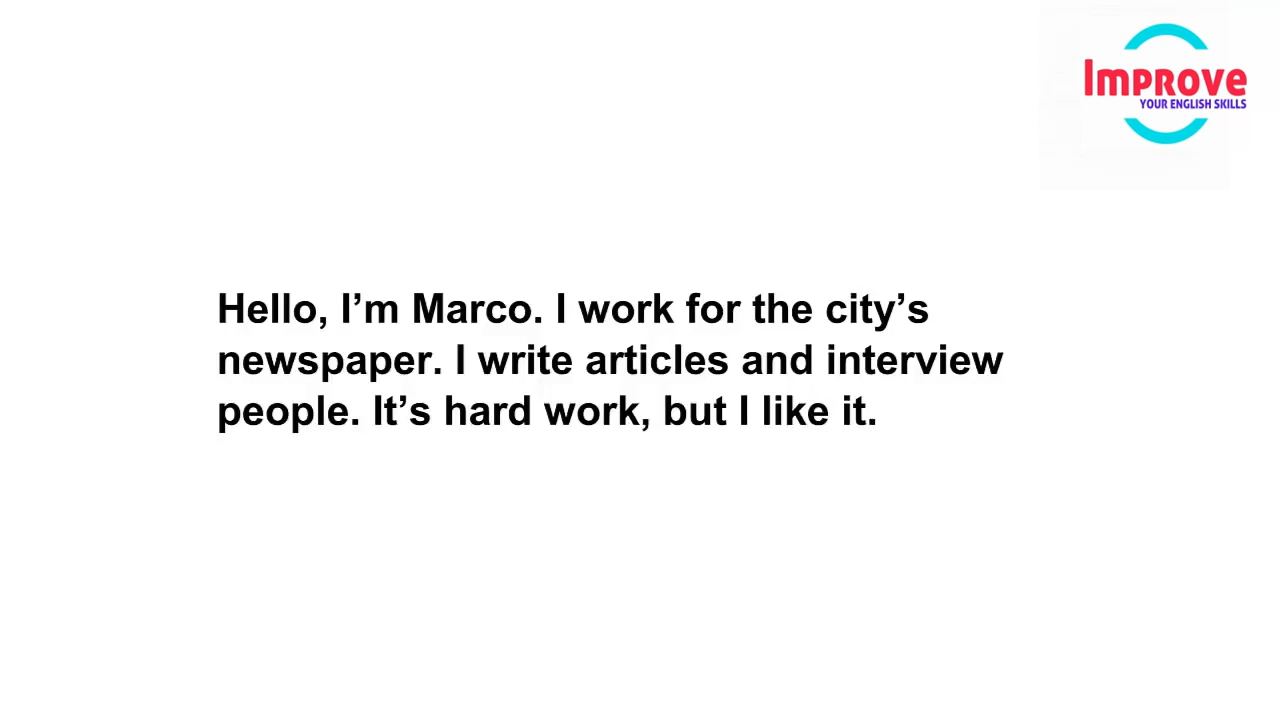 Improve
YOUR ENGLISH SKILLS
Hello, I’m Marco. I work for the city’s
newspaper. I write articles and interview
people. It’s hard work, but I like it.